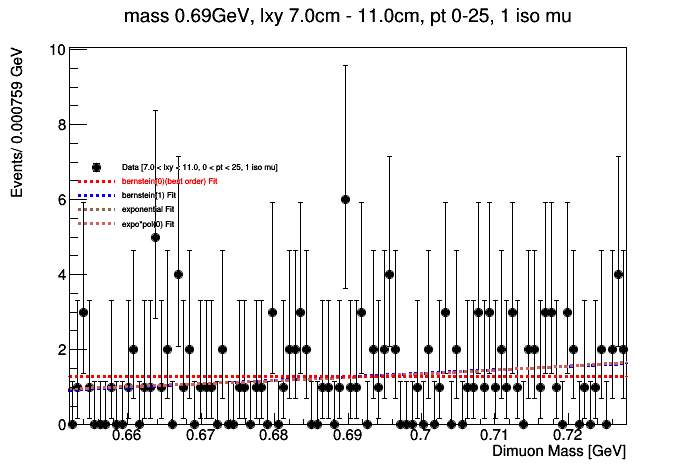 mass 0.69GeV, lxy 7.0cm - 11.0cm, pt 0-25, 1 iso mu
Events/ 0.000759 GeV
10
8
6
4
2
0
Data [7.0 < lxy < 11.0, 0 < pt < 25, 1 iso mu]
bernstein[0](best order) Fit
bernstein[1] Fit
exponential Fit
expo*pol(0) Fit
0.66 0.67 0.68 0.69 0.7 0.71 0.72
Dimuon Mass [GeV]